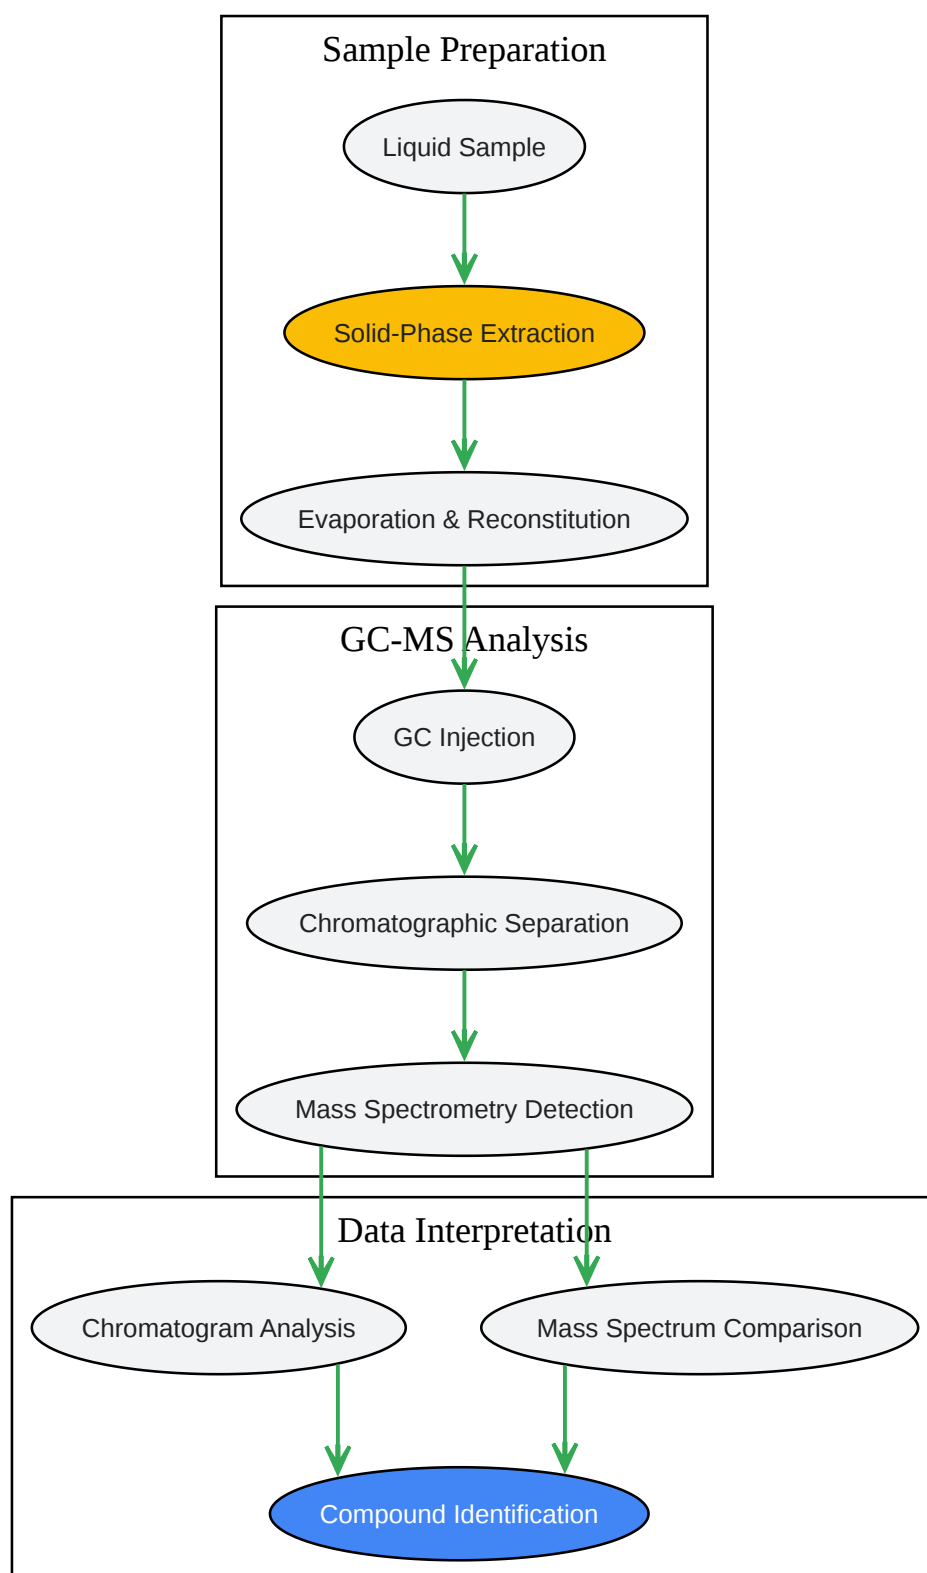 Sample Preparation
Liquid Sample
Solid-Phase Extraction
Evaporation & Reconstitution
GC-MS Analysis
GC Injection
Chromatographic Separation
Mass Spectrometry Detection
Data Interpretation
Chromatogram Analysis
Mass Spectrum Comparison
Compound Identification